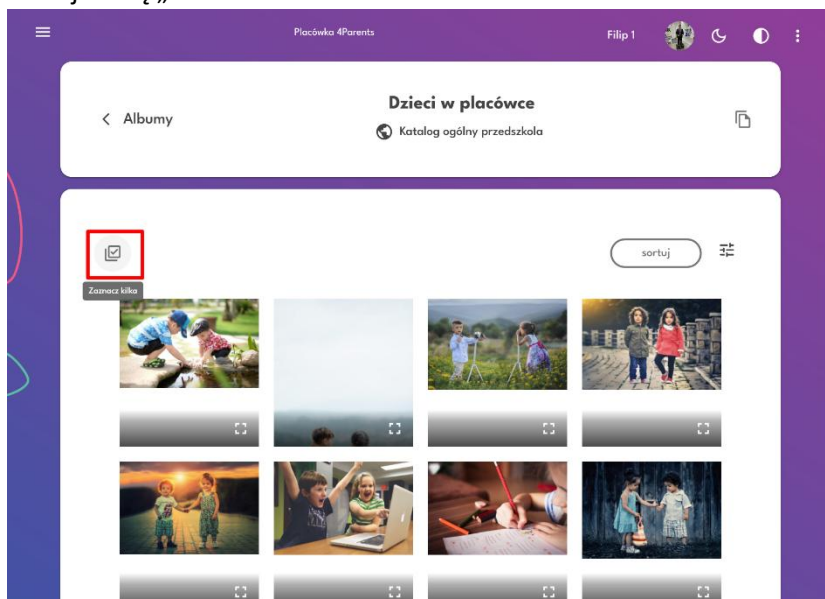 Placówka 4Parents
Filip 1
Albumy
Dzieci w placówce
Katalog ogólny przedszkola
sortuj
Zaznacz kilka